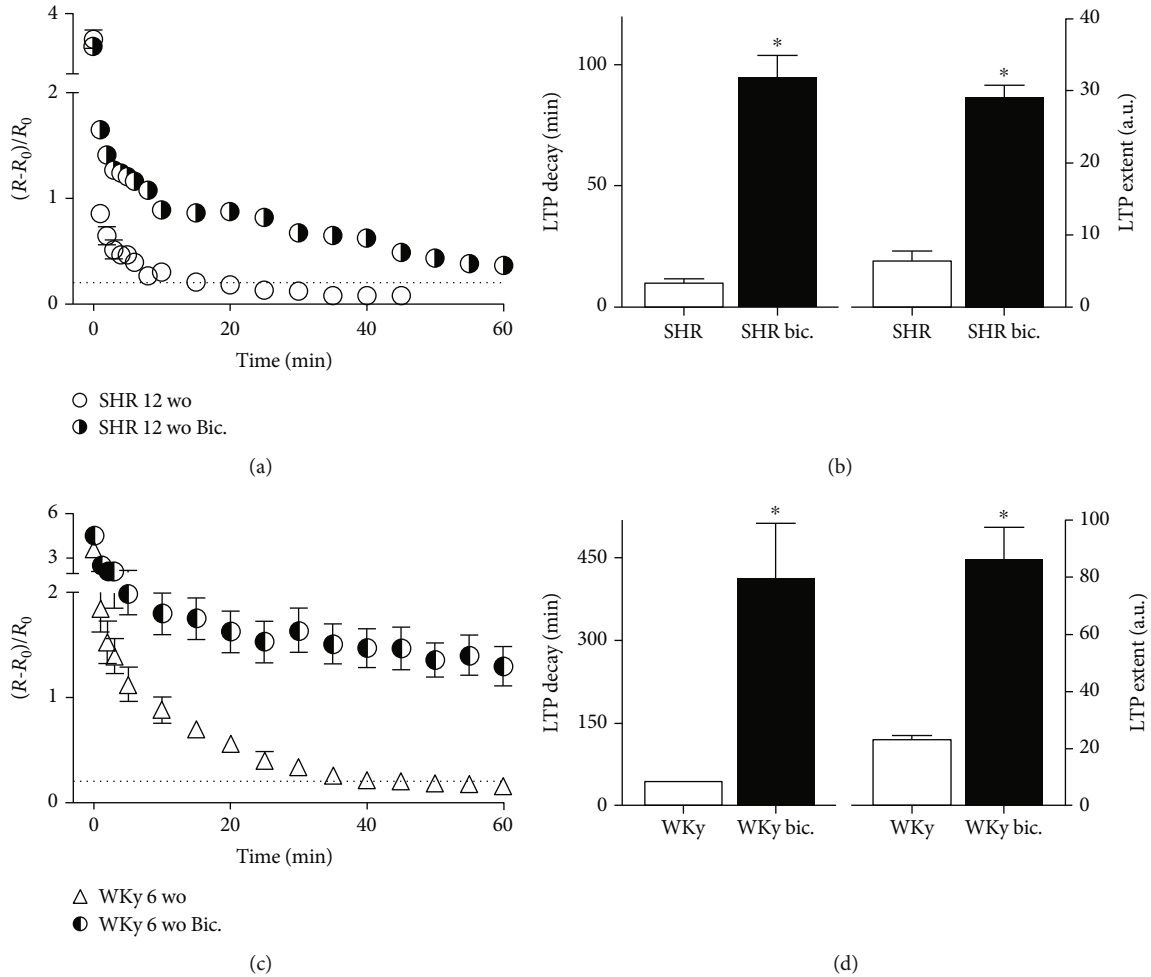 4
2
1
0
(R-R0)/R0
0
20
40
60
Time (min)
SHR 12 wo
SHR 12 wo Bic.
(a)
100
50
0
LTP decay (min)
*
*
40
30
20
10
0
LTP extent (a.u.)
SHR
SHR bic.
SHR
SHR bic.
(b)
6
3
2
1
0
(R-R0)/R0
0
20
40
60
Time (min)
WKy 6 wo
WKy 6 wo Bic.
(c)
450
300
150
0
LTP decay (min)
*
*
100
80
60
40
20
0
LTP extent (a.u.)
WKy
WKy bic.
WKy
WKy bic.
(d)